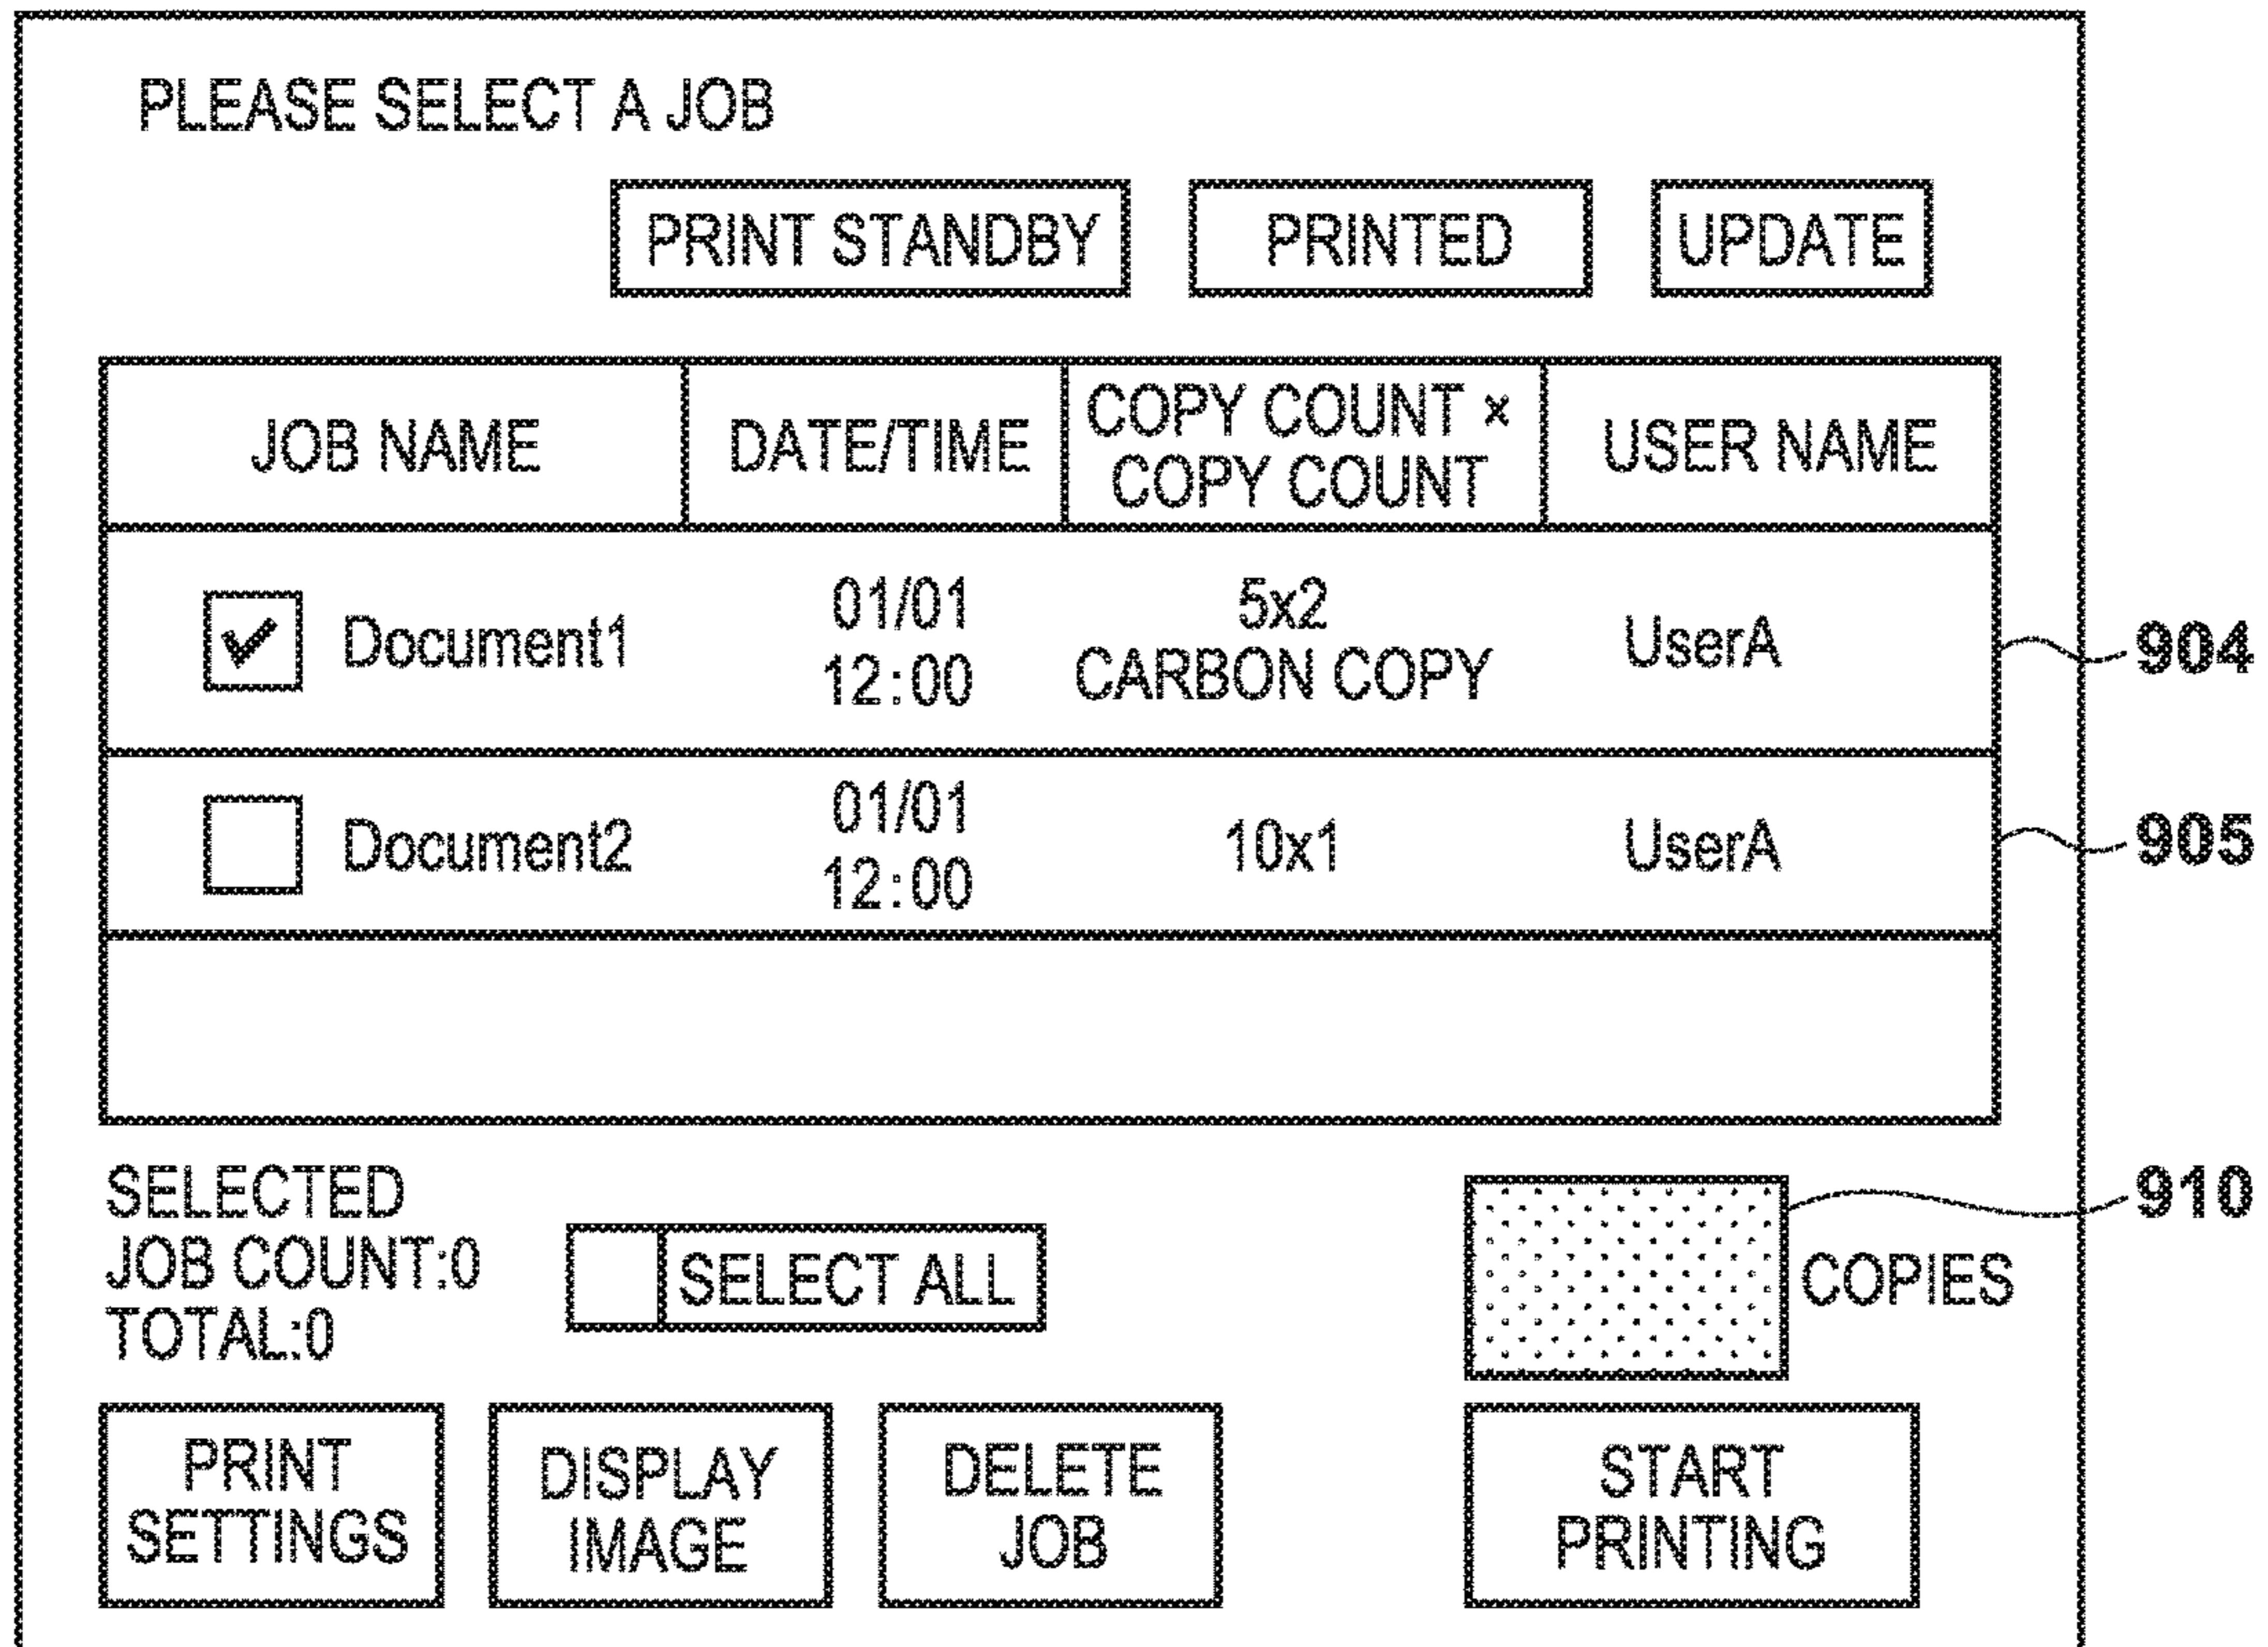 PLEASE SELECT A JOB
PRINT STANDBY
PRINTED
UPDATE
JOB NAME
DATE/TIME
COPY COUNT ×
COPY COUNT
USER NAME
Document1
01/01
12:00
5x2
CARBON COPY
UserA
904
Document2
01/01
12:00
10x1
UserA
905
SELECTED
JOB COUNT:0
TOTAL:0
SELECT ALL
910
COPIES
PRINT
SETTINGS
DISPLAY
IMAGE
DELETE
JOB
START
PRINTING